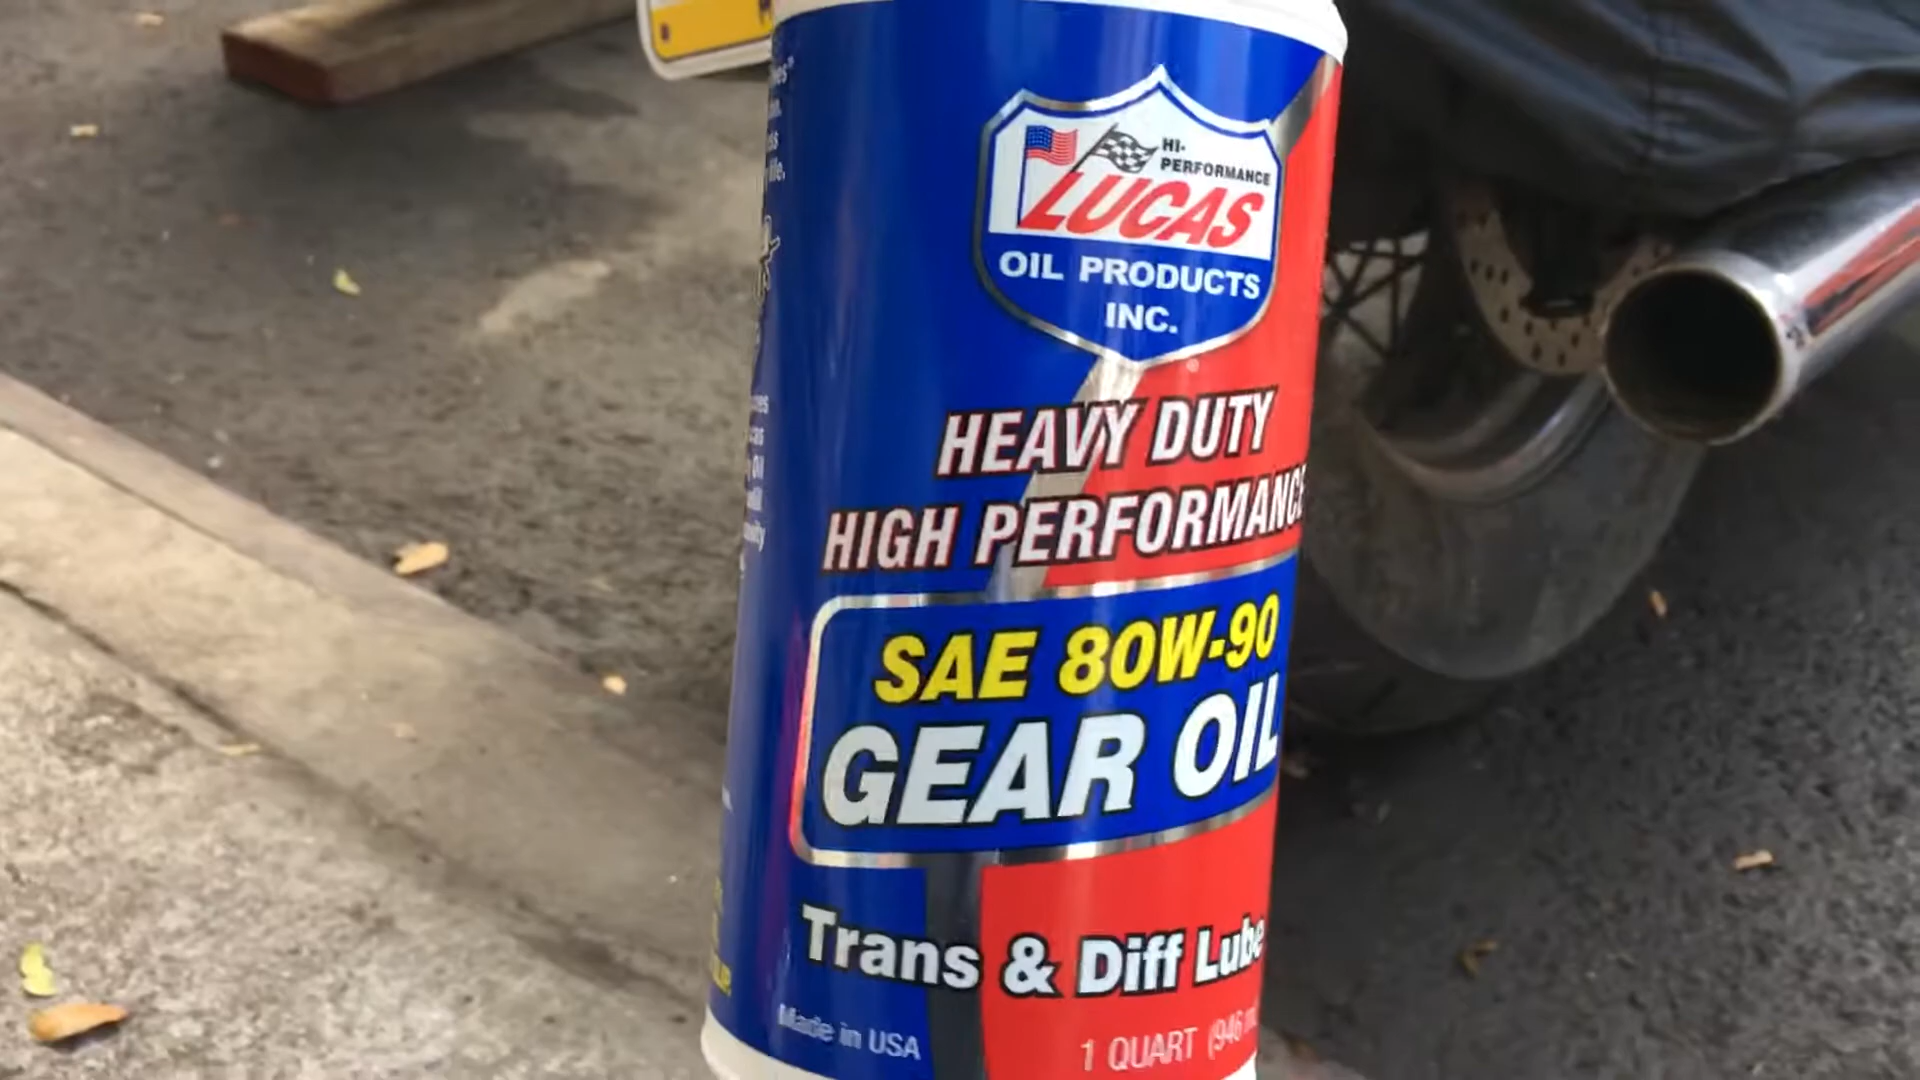 HI-
PERFORMANCE
LUCAS
OIL PRODUCTS
INC.
HEAVY DUTY
HIGH PERFORMANCE
SAE 80W-90
GEAR OIL
Trans & Diff Lube
Made in USA
1 QUART (946